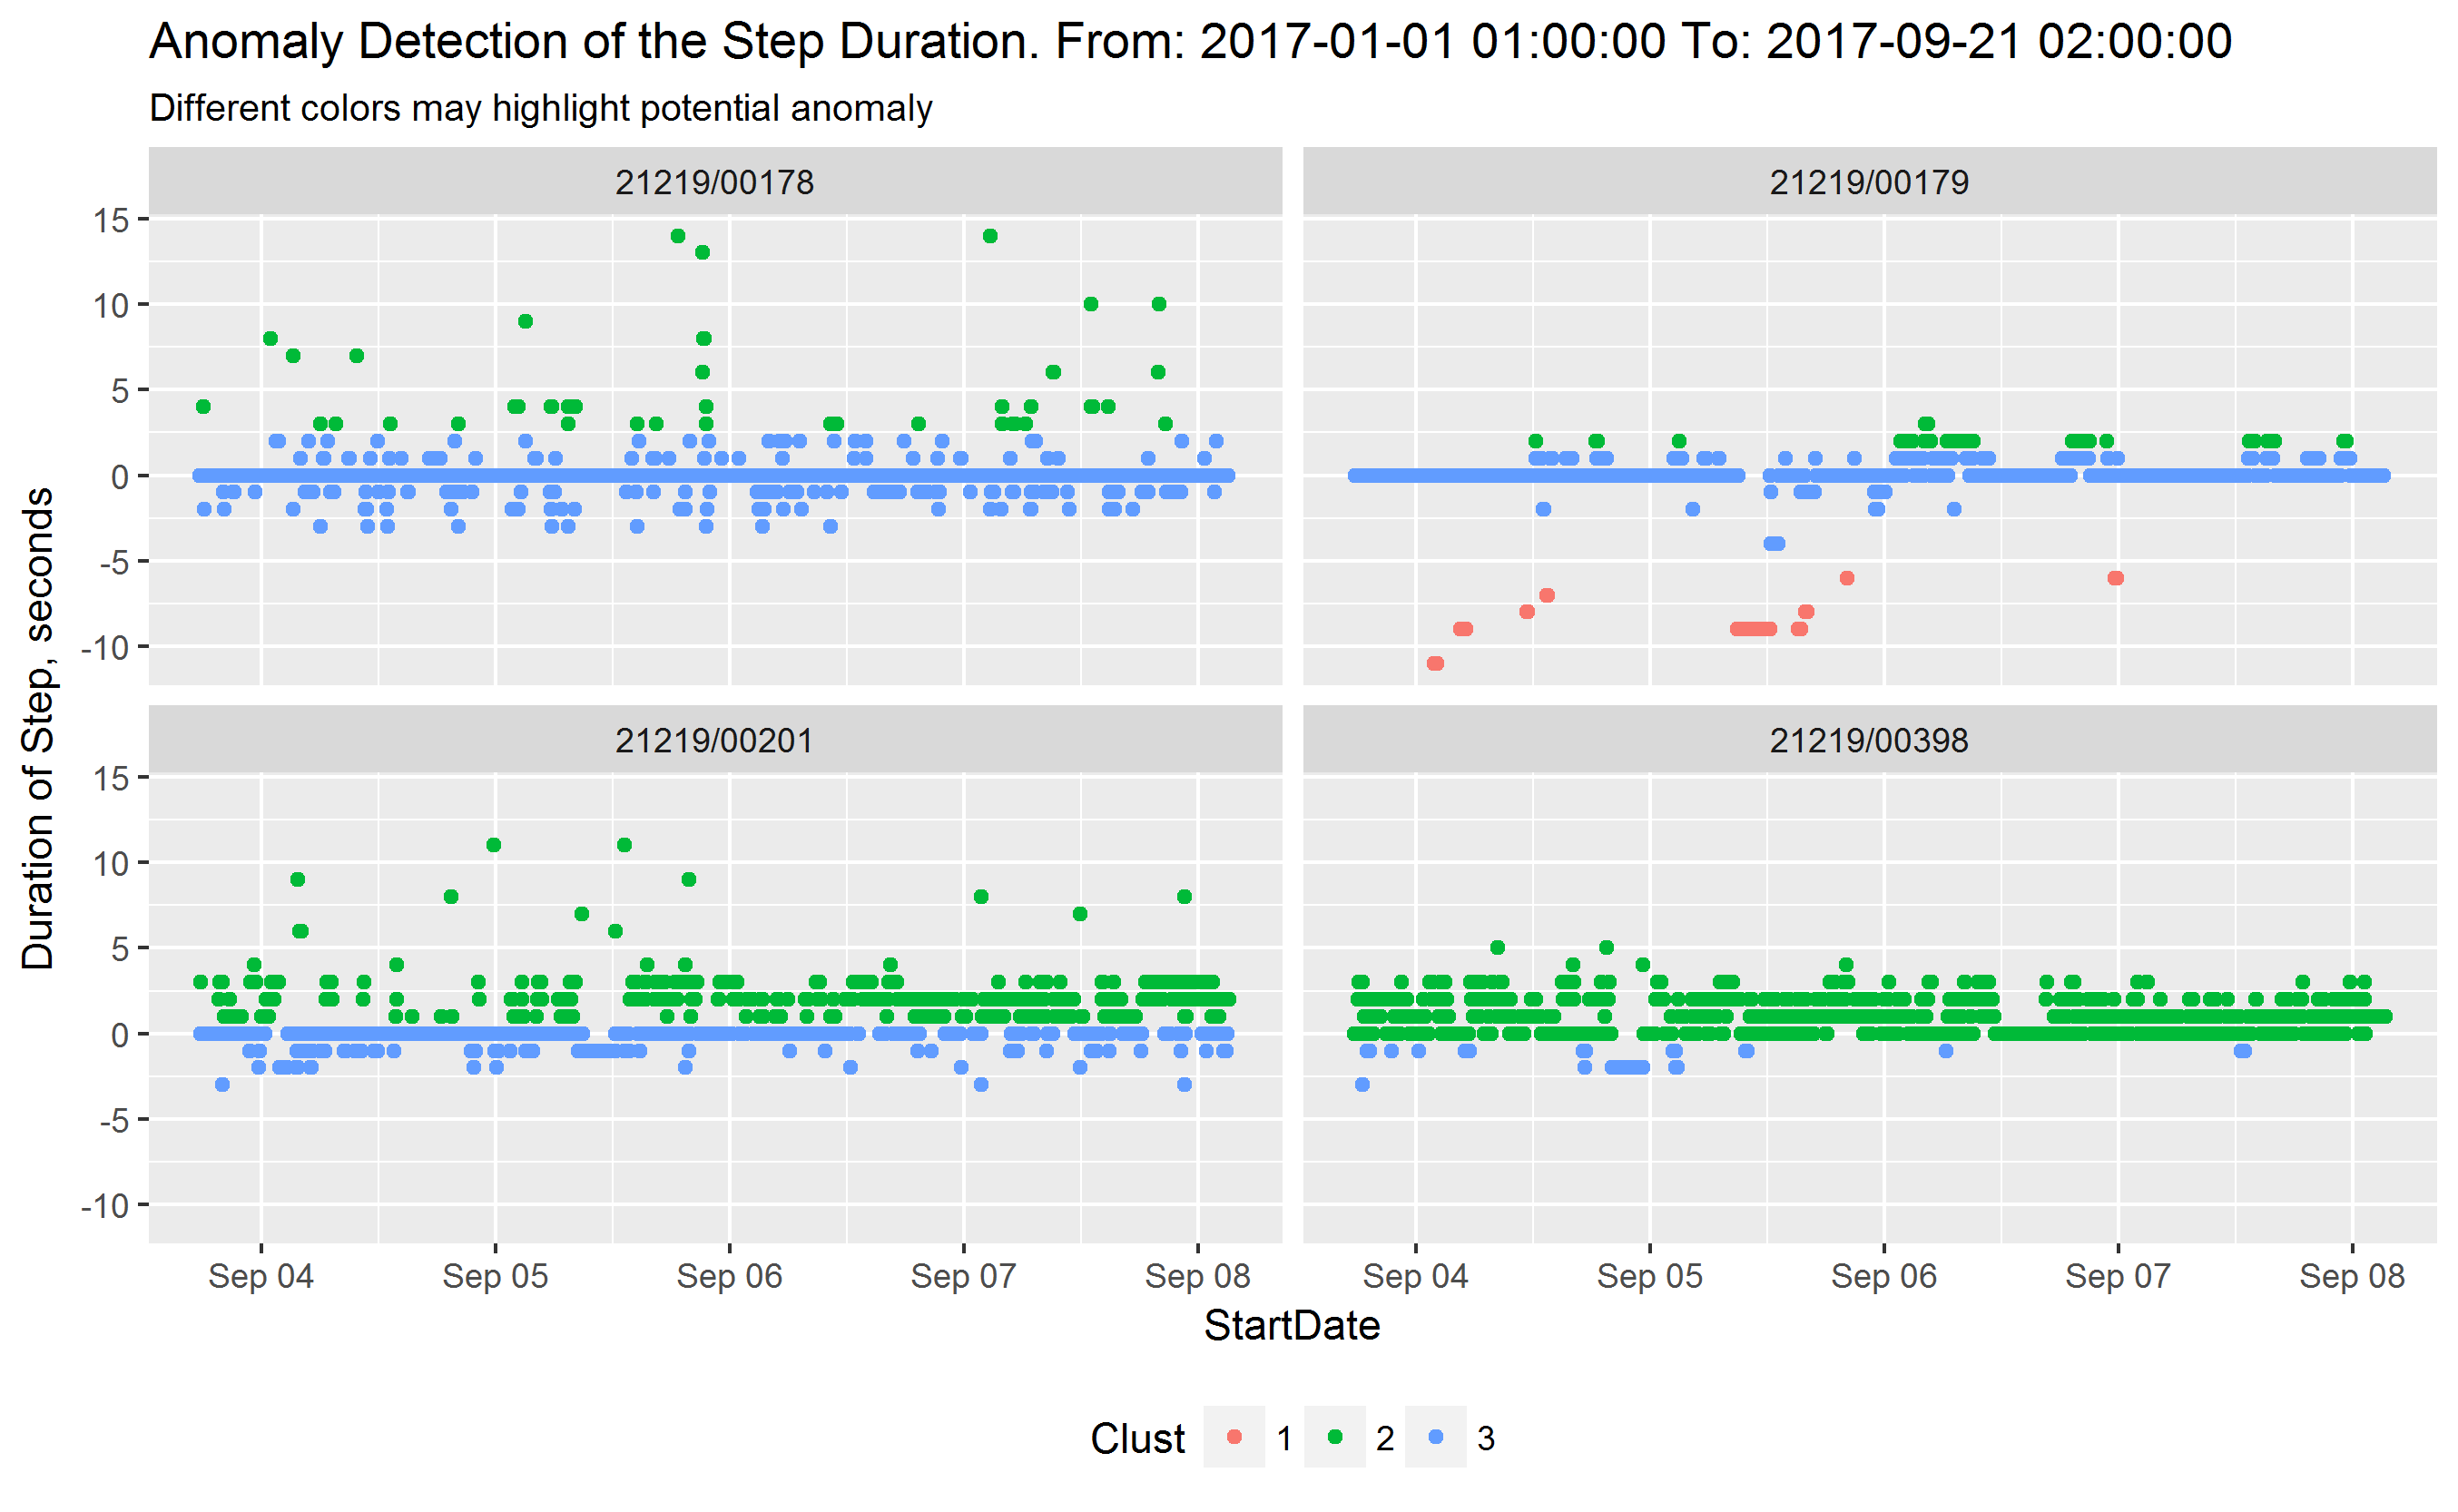 Anomaly Detection of the Step Duration. From: 2017-01-01 01:00:00 To: 2017-09-21 02:00:00
Different colors may highlight potential anomaly
21219/00178
21219/00179
15
10
5
0
-5
-10
21219/00201
21219/00398
15
10
5
0
-5
-10
Duration of Step, seconds
Sep 04 Sep 05 Sep 06 Sep 07 Sep 08
Sep 04 Sep 05 Sep 06 Sep 07 Sep 08
StartDate
Clust 1 2 3